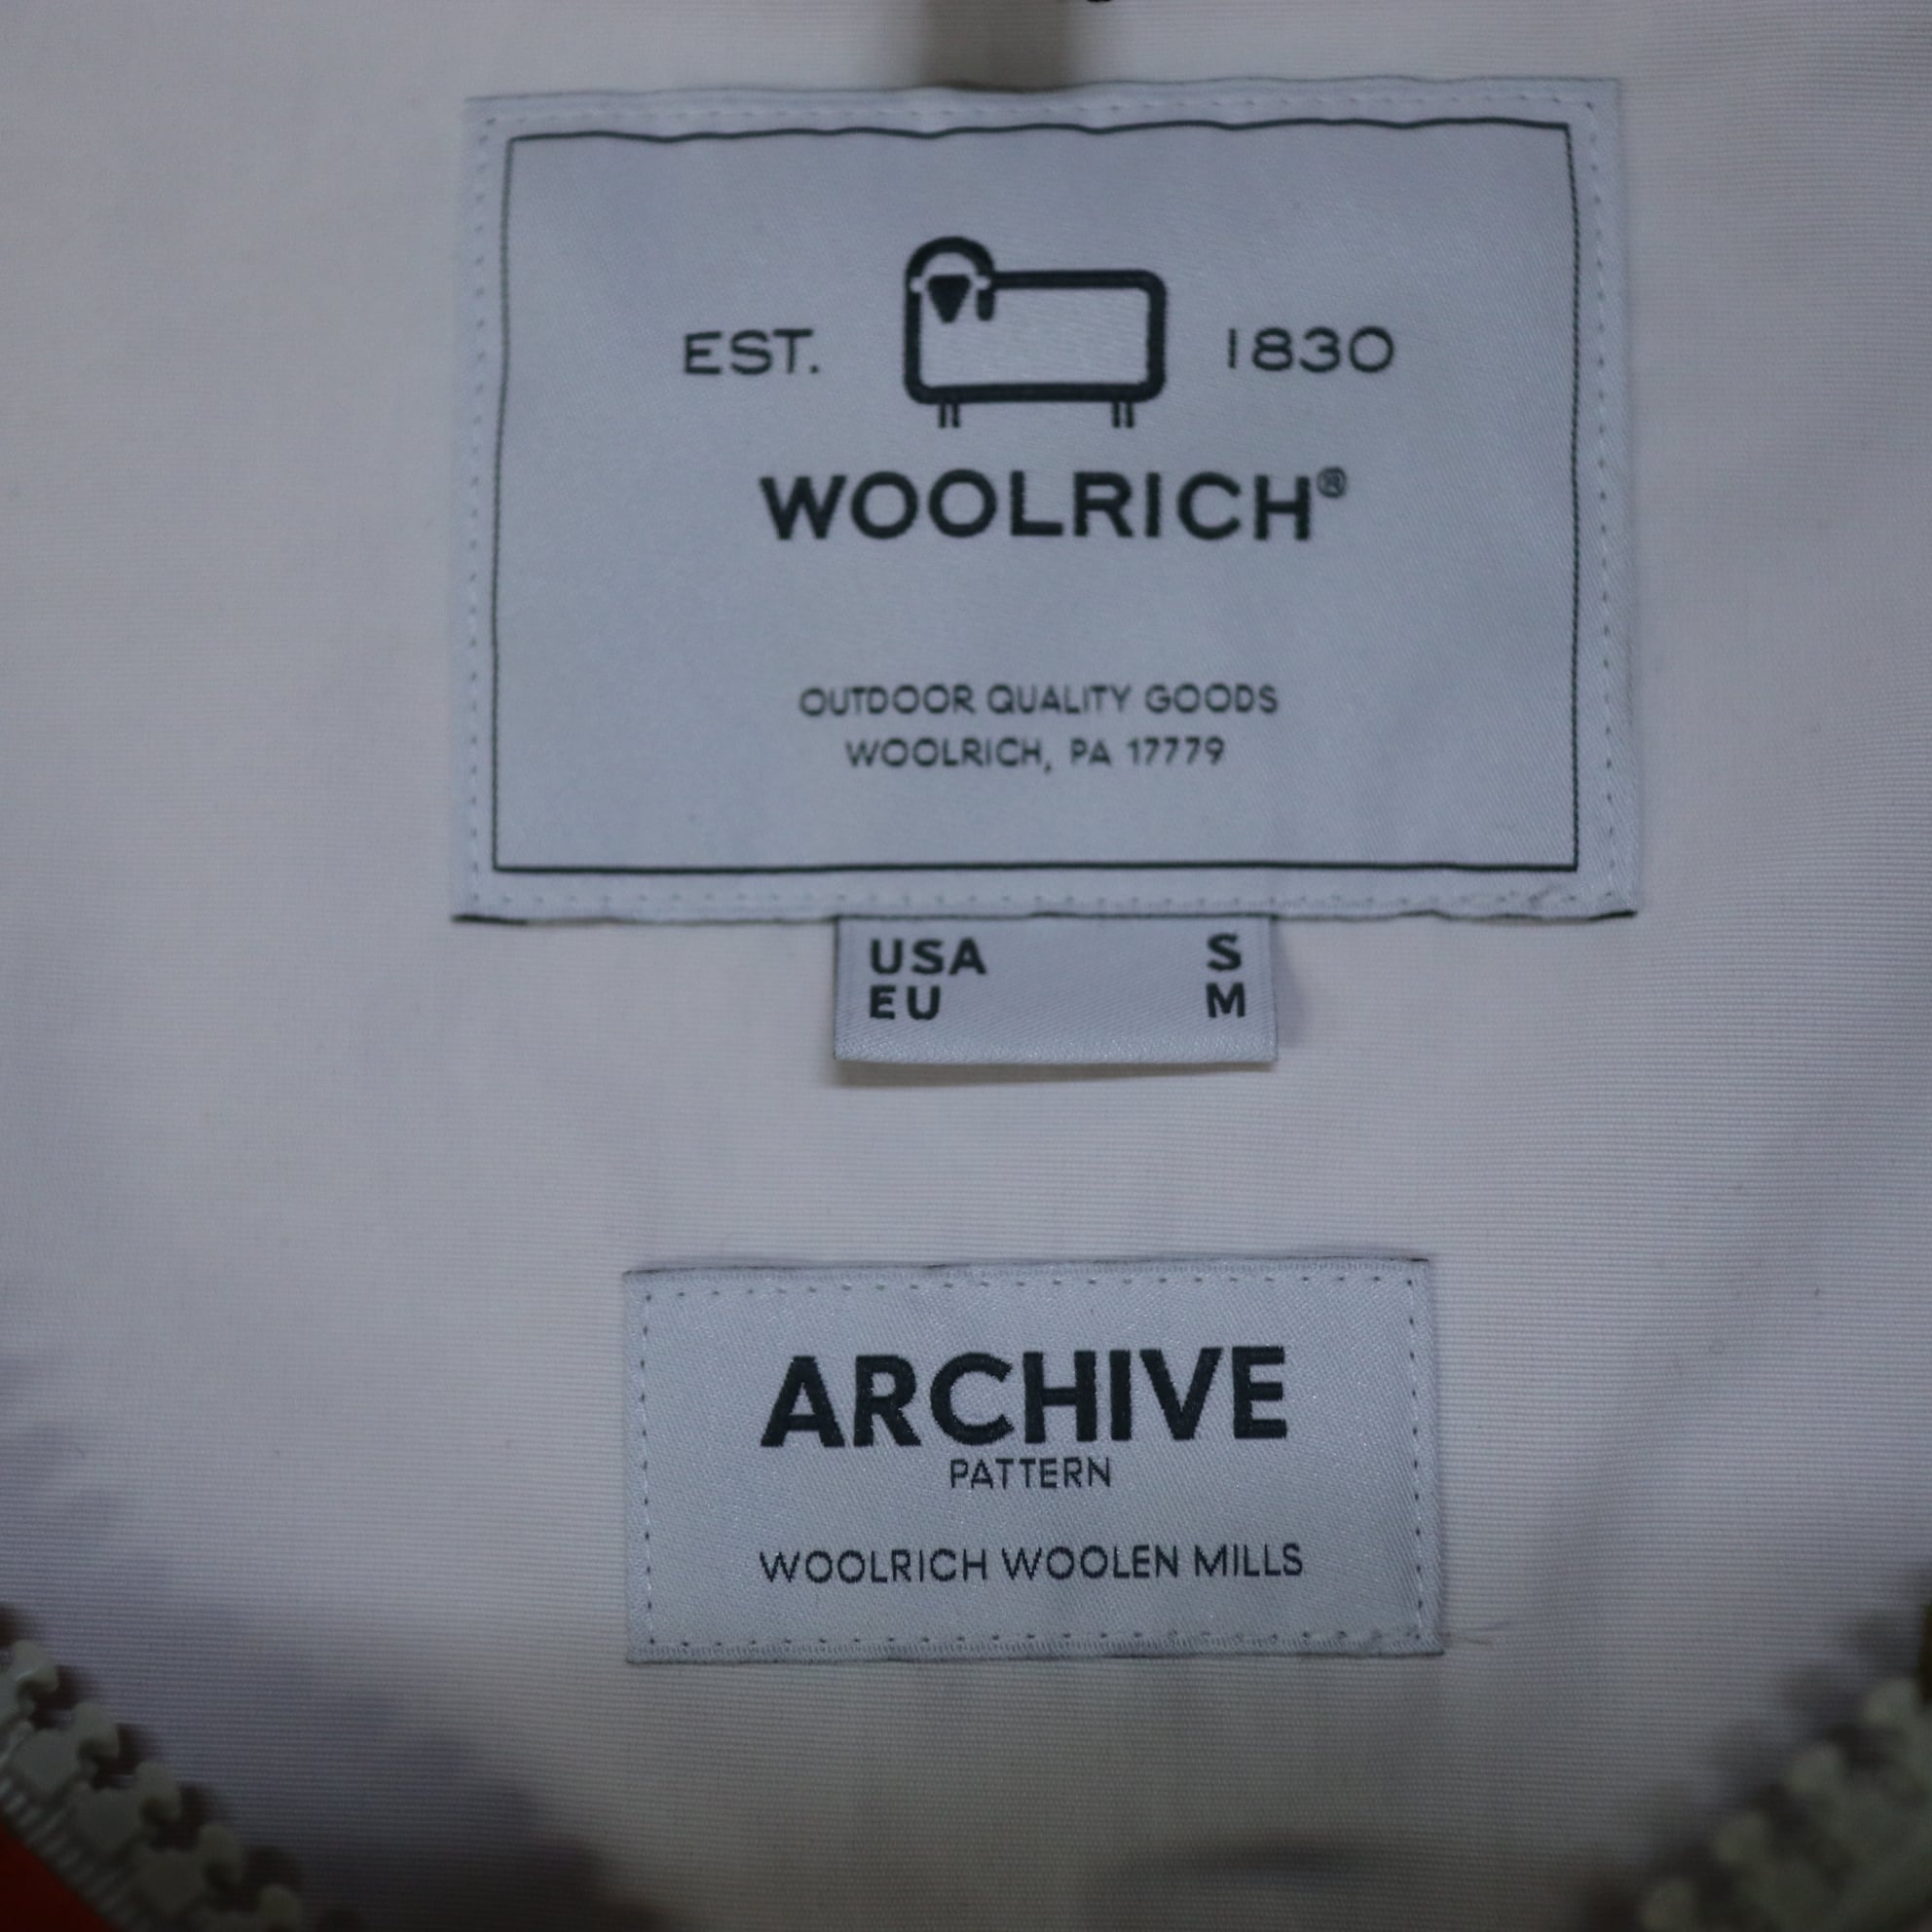 EST. 1830
WOOLRICH®
OUTDOOR QUALITY GOODS
WOOLRICH, PA 17779
USA S
EU M
ARCHIVE
PATTERN
WOOLRICH WOOLEN MILLS